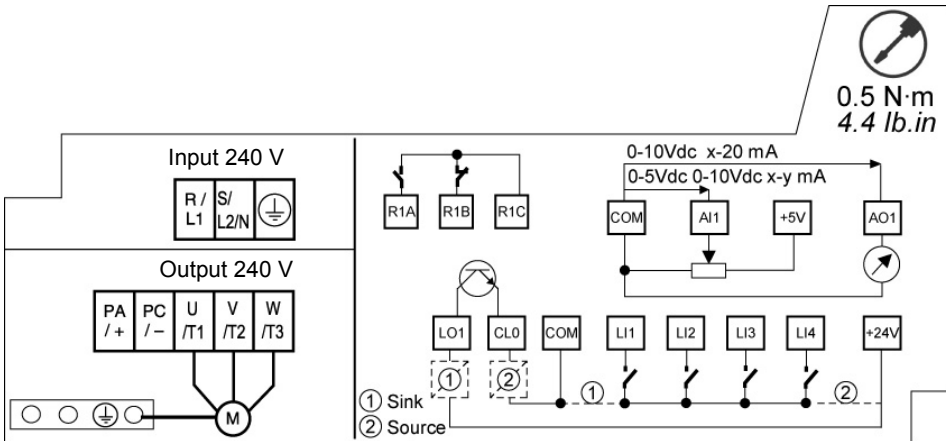 0.5 N·m
4.4 lb.in
Input 240 V
R / L1
S/ L2/N
Output 240 V
PA / +
PC / –
U /T1
V /T2
W /T3
M
R1A
R1B
R1C
0-10Vdc x-20 mA
0-5Vdc 0-10Vdc x-y mA
COM
AI1
+5V
AO1
LO1
CL0
COM
LI1
LI2
LI3
LI4
+24V
①
②
①
②
① Sink
② Source